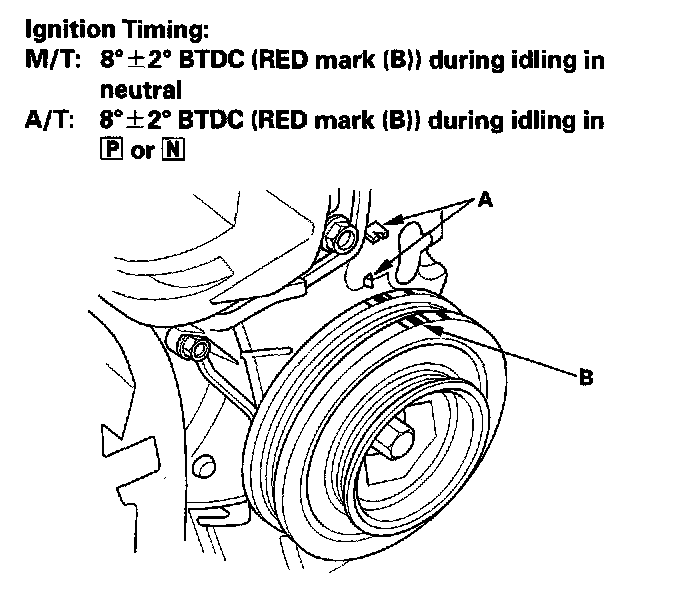 Ignition Timing:
M/T: 8°±2° BTDC (RED mark (B)) during idling in
neutral
A/T: 8°±2° BTDC (RED mark (B)) during idling in
P or N
A
B